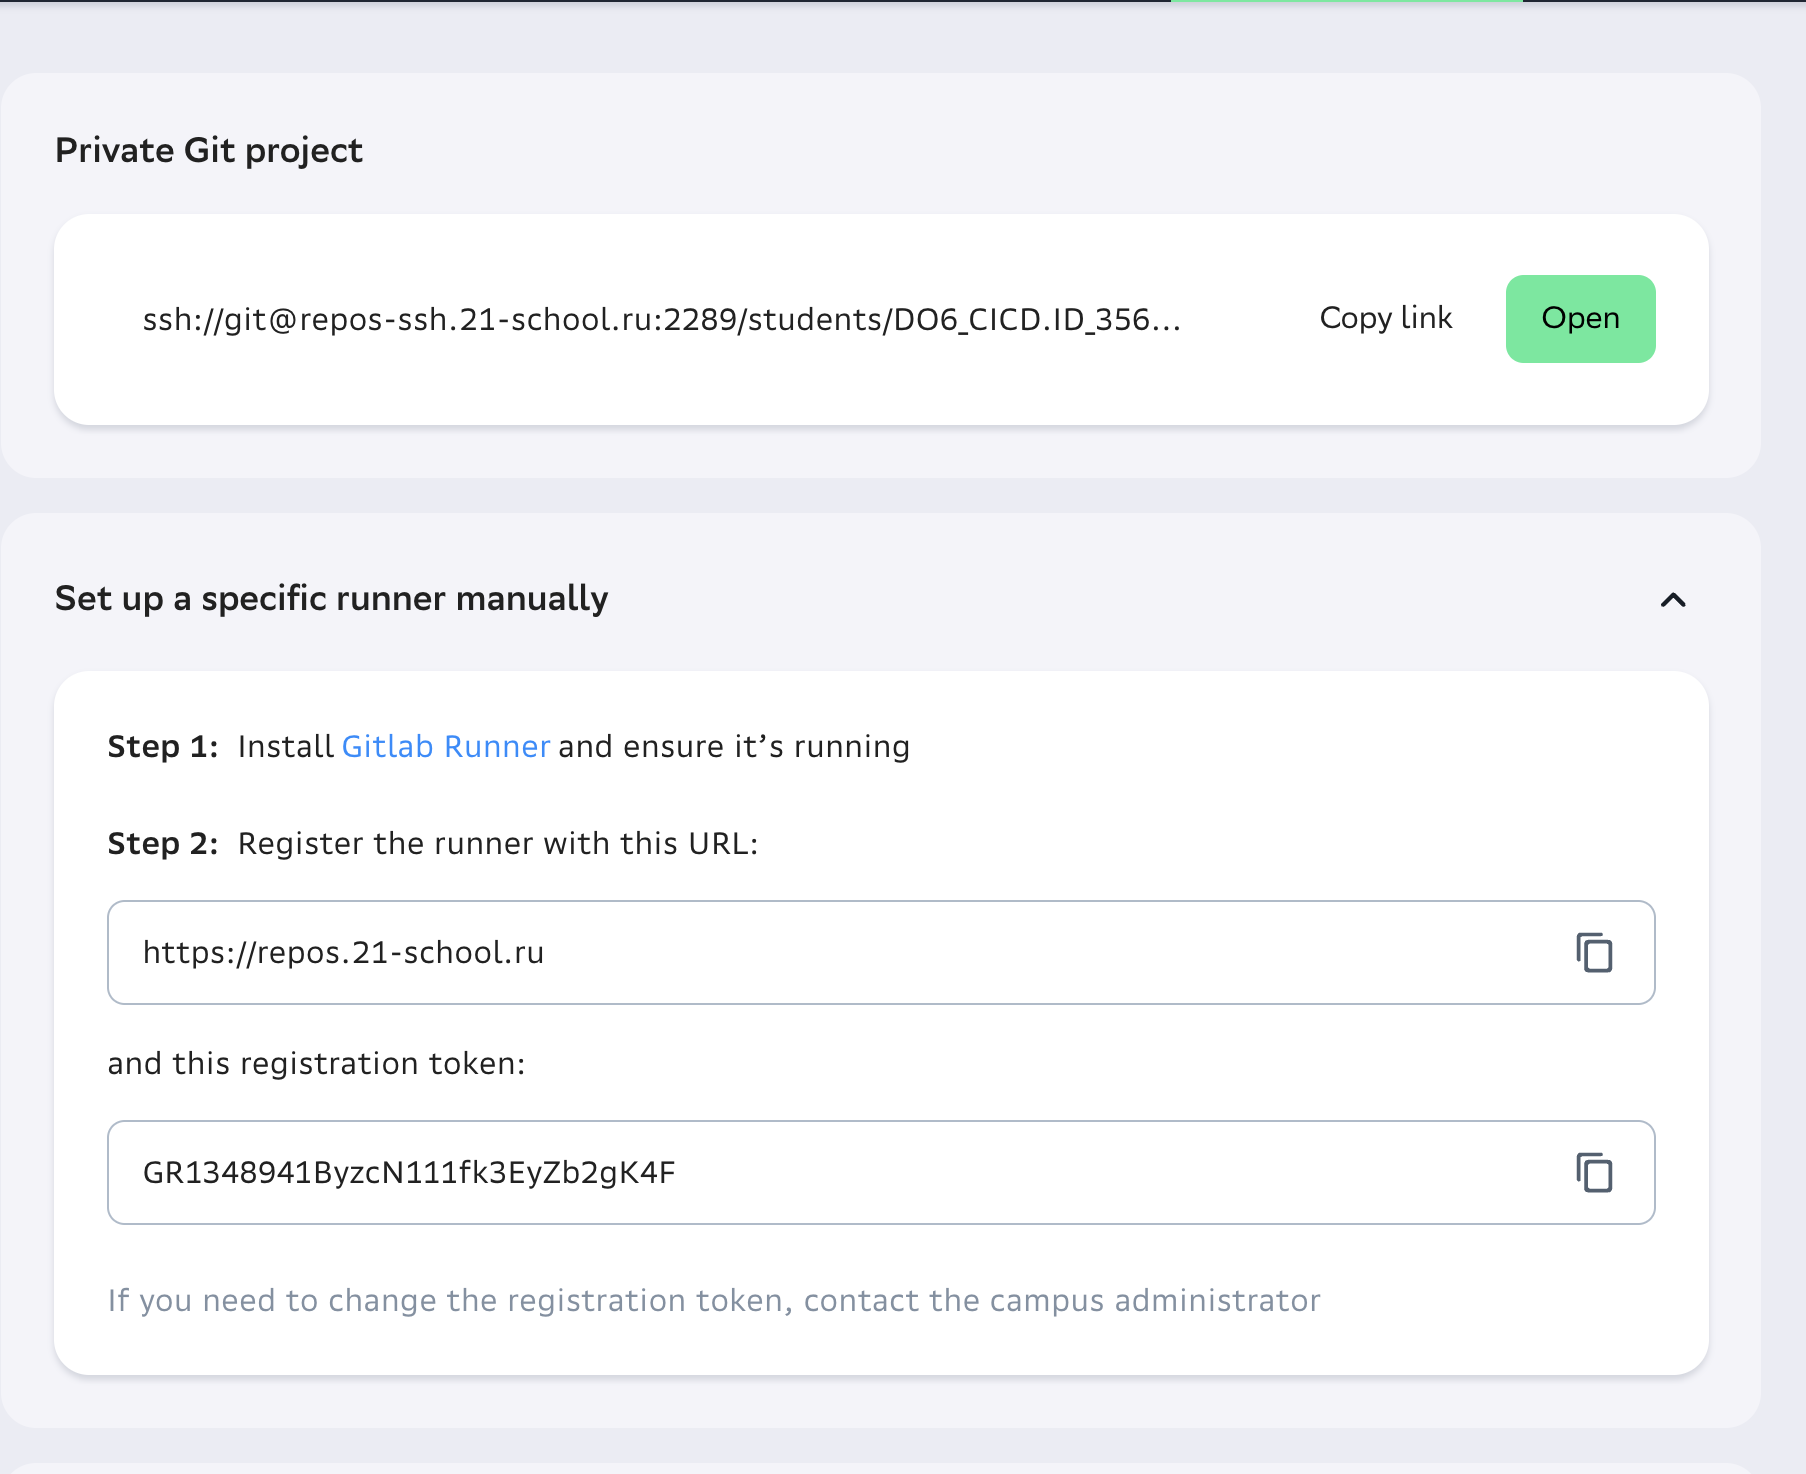 Private Git project
ssh://git@repos-ssh.21-school.ru:2289/students/DO6_CICD.ID_356...
Copy link
Open
Set up a specific runner manually
Step 1: Install Gitlab Runner and ensure it’s running
Step 2: Register the runner with this URL:
https://repos.21-school.ru
and this registration token:
GR1348941ByzcN111fk3EyZb2gK4F
If you need to change the registration token, contact the campus administrator